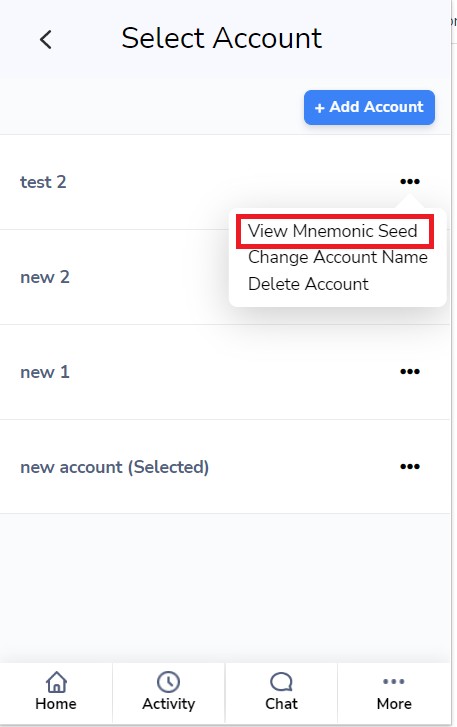 Select Account
+ Add Account
test 2
View Mnemonic Seed
Change Account Name
new 2
Delete Account
new 1
new account (Selected)
Home
Activity
Chat
More